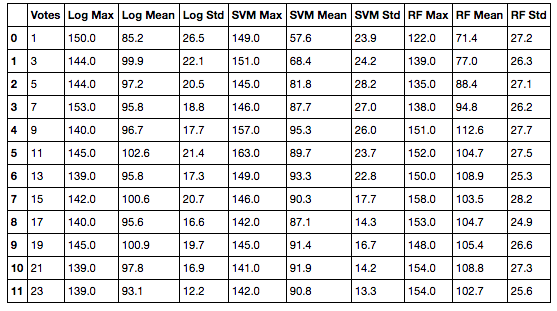 Votes Log Max Log Mean Log Std SVM Max SVM Mean SVM Std RF Max RF Mean RF Std
0 1 150.0 85.2 26.5 149.0 57.6 23.9 122.0 71.4 27.2
1 3 144.0 99.9 22.1 151.0 68.4 24.2 139.0 77.0 26.3
2 5 144.0 97.2 20.5 145.0 81.8 28.2 135.0 88.4 27.1
3 7 153.0 95.8 18.8 146.0 87.7 27.0 138.0 94.8 26.2
4 9 140.0 96.7 17.7 157.0 95.3 26.0 151.0 112.6 27.7
5 11 145.0 102.6 21.4 163.0 89.7 23.7 152.0 104.7 27.5
6 13 139.0 95.8 17.3 149.0 93.3 22.8 150.0 108.9 25.3
7 15 142.0 100.6 20.7 146.0 90.3 17.7 158.0 103.5 28.2
8 17 140.0 95.6 16.6 142.0 87.1 14.3 153.0 104.7 24.9
9 19 145.0 100.9 19.7 145.0 91.4 16.7 148.0 105.4 26.6
10 21 139.0 97.8 16.9 141.0 91.9 14.2 154.0 108.8 27.3
11 23 139.0 93.1 12.2 142.0 90.8 13.3 154.0 102.7 25.6